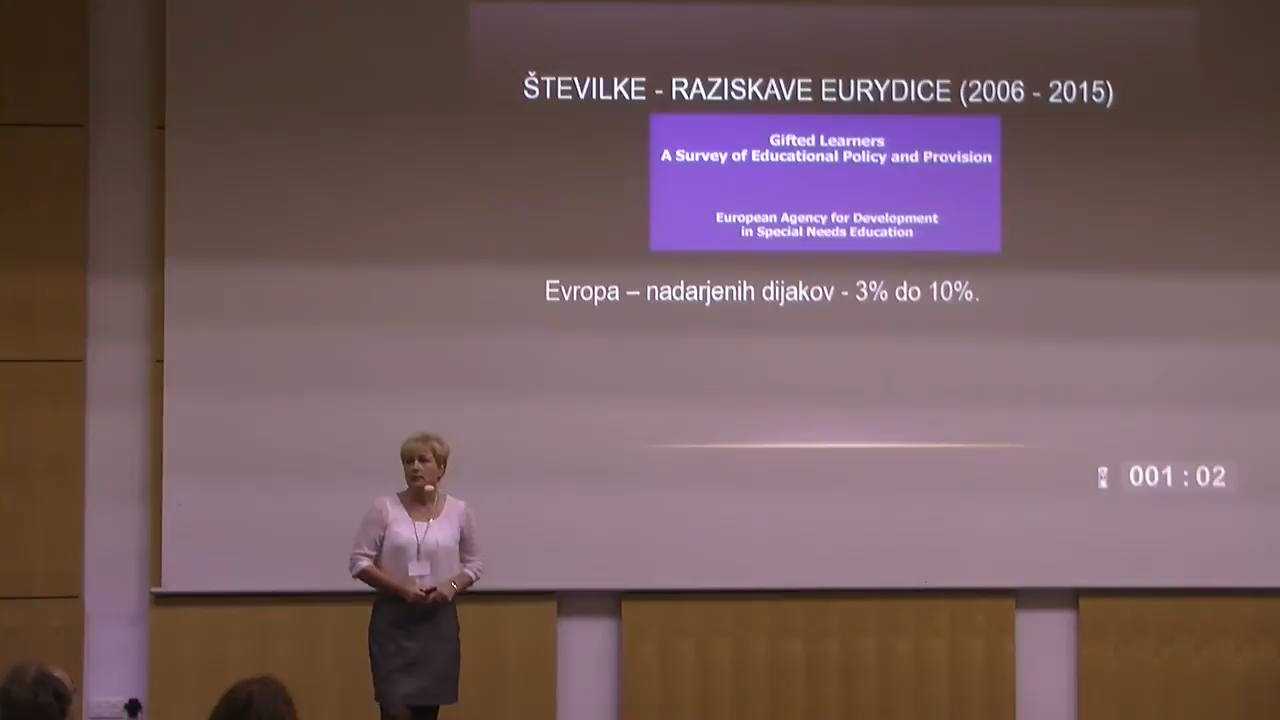 ŠTEVILKE - RAZISKAVE EURYDICE (2006 - 2015)
Gifted Learners
A Survey of Educational Policy and Provision
European Agency for Development
in Special Needs Education
Evropa – nadarjenih dijakov - 3% do 10%.
001 : 02